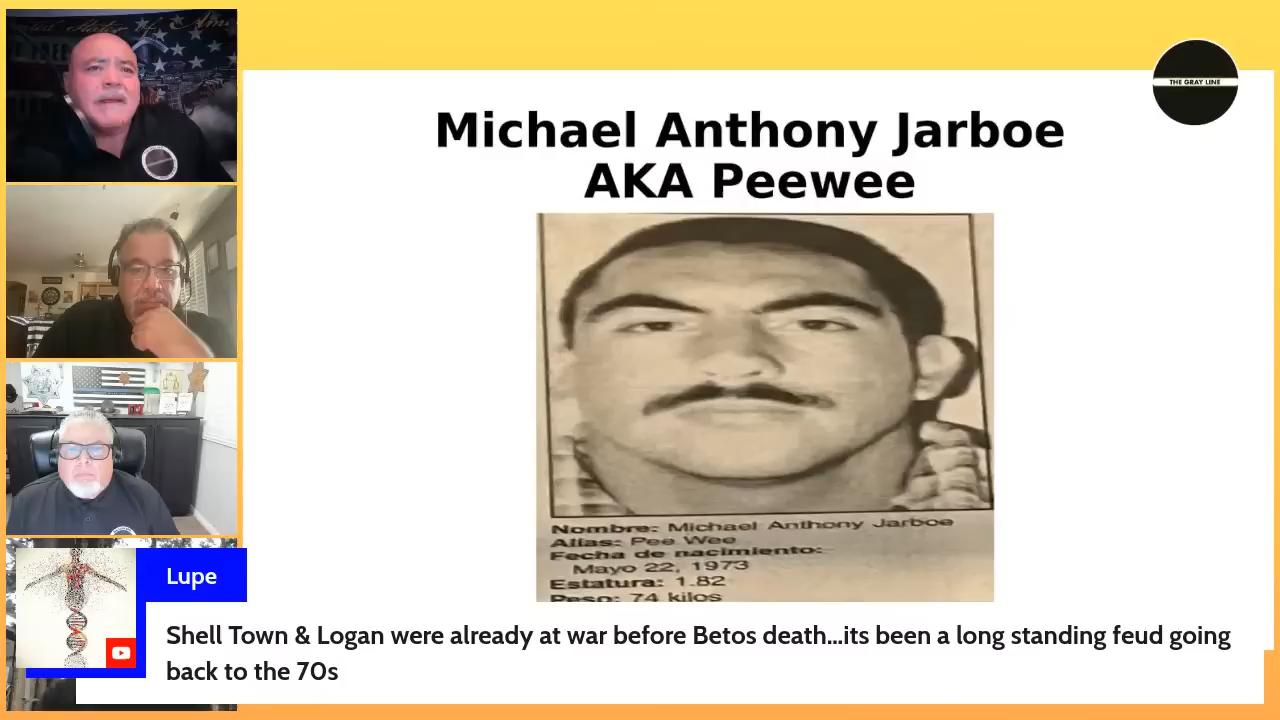 THE GRAY LINE
Michael Anthony Jarboe
AKA Peewee
Nombre: Michael Anthony Jarboe
Alias: Pee Wee
Fecha de nacimiento:
Mayo 22, 1973
Estatura: 1.82
Peso: 74 kilos
Lupe
Shell Town & Logan were already at war before Betos death...its been a long standing feud going
back to the 70s